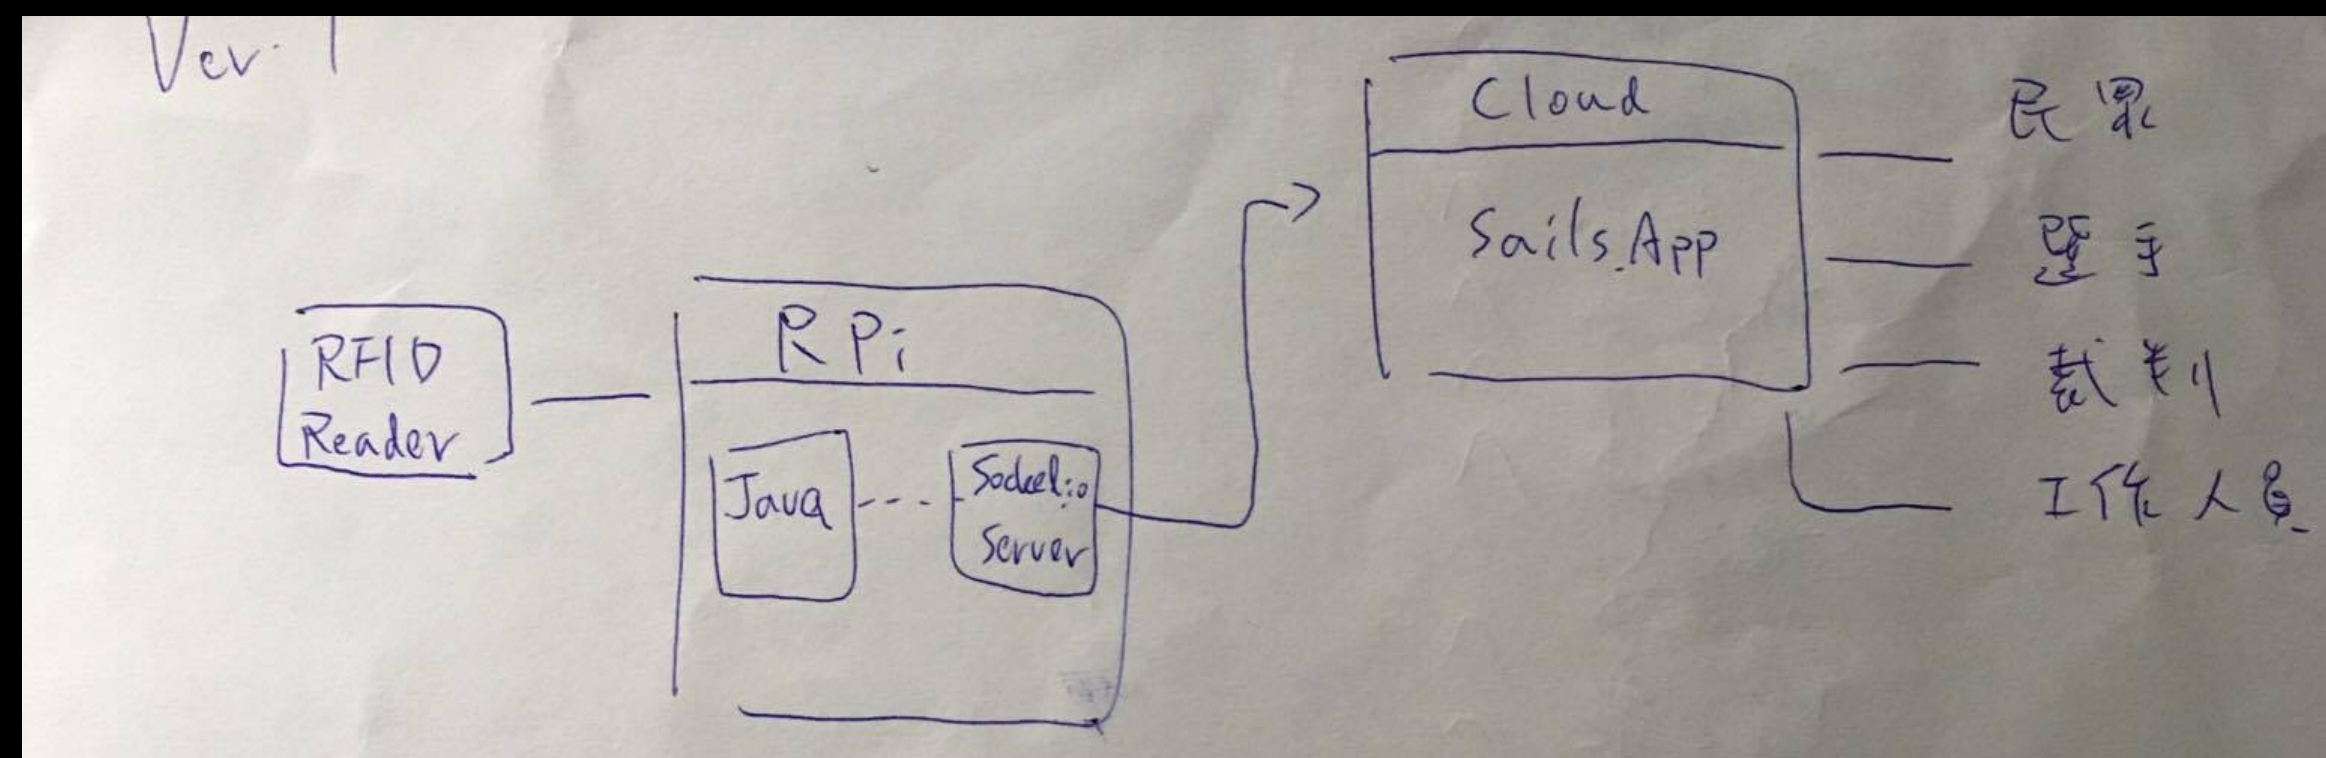 Ver. 1
Cloud
Sails.App
民眾
選手
裁判
工作人員
RFID
Reader
RPi
Java
Socket.io
Server